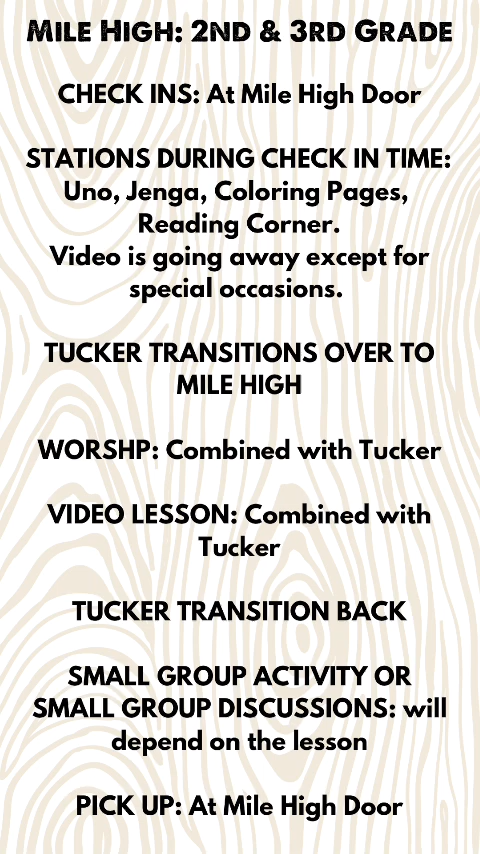 MILE HIGH: 2ND & 3RD GRADE
CHECK INS: At Mile High Door
STATIONS DURING CHECK IN TIME:
Uno, Jenga, Coloring Pages,
Reading Corner.
Video is going away except for
special occasions.
TUCKER TRANSITIONS OVER TO
MILE HIGH
WORSHP: Combined with Tucker
VIDEO LESSON: Combined with
Tucker
TUCKER TRANSITION BACK
SMALL GROUP ACTIVITY OR
SMALL GROUP DISCUSSIONS: will
depend on the lesson
PICK UP: At Mile High Door